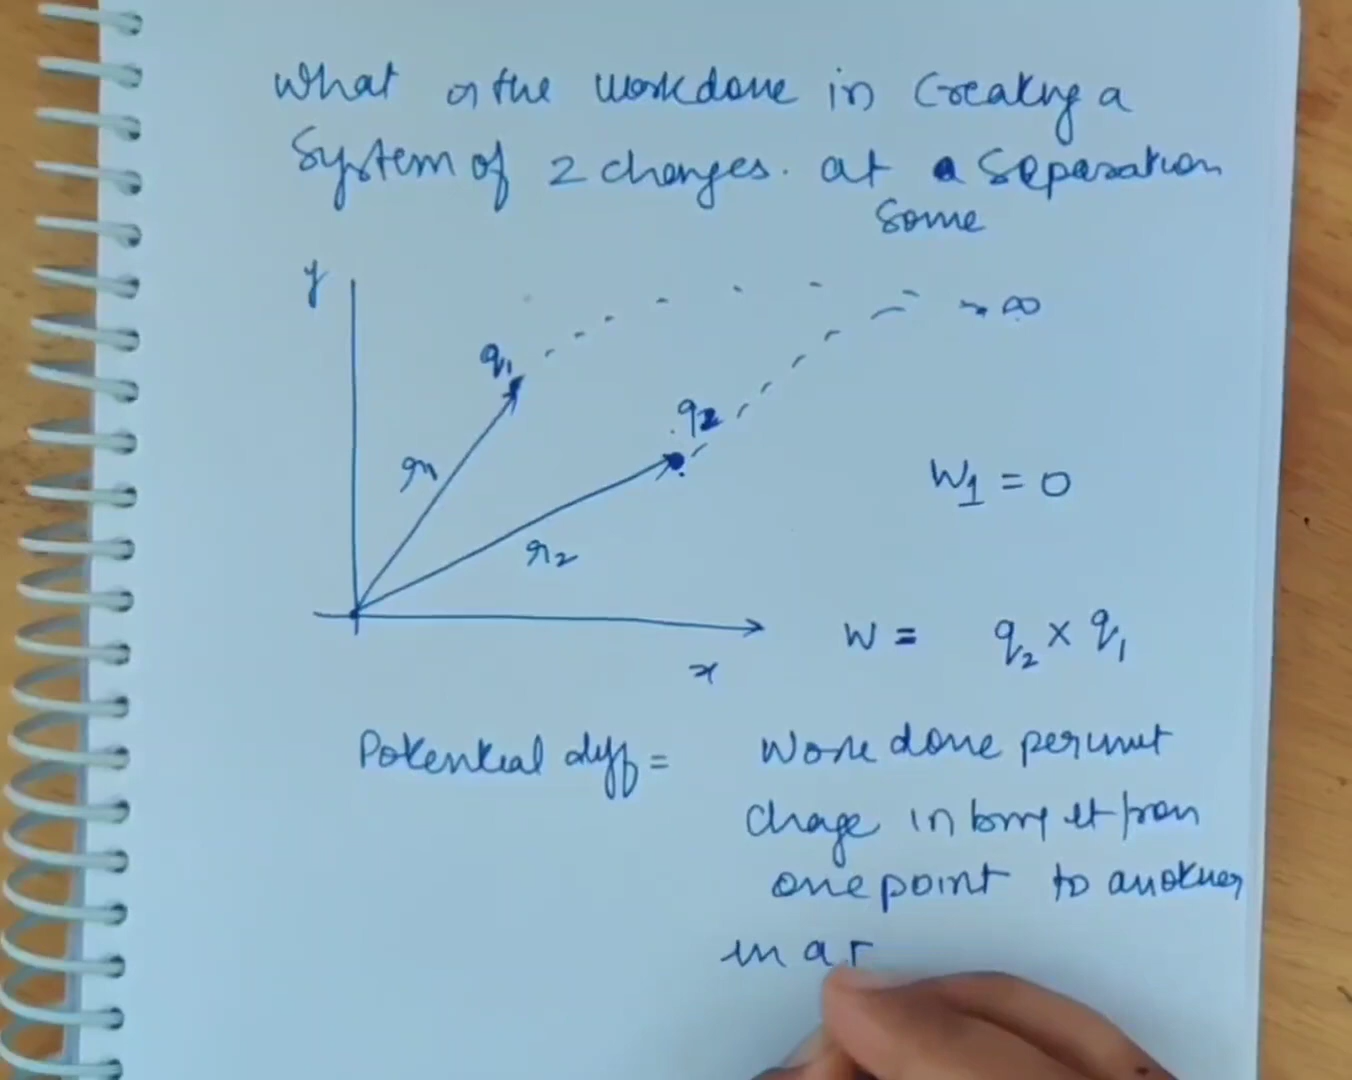 What is the workdone in Creating a
System of 2 charges. at a Separation
Some
y
∞
q1
q2
r1
W1 = 0
r2
W = q2 x q1
x
Potential diff = Work done per unit
charge in bring it from
one point to another
in a